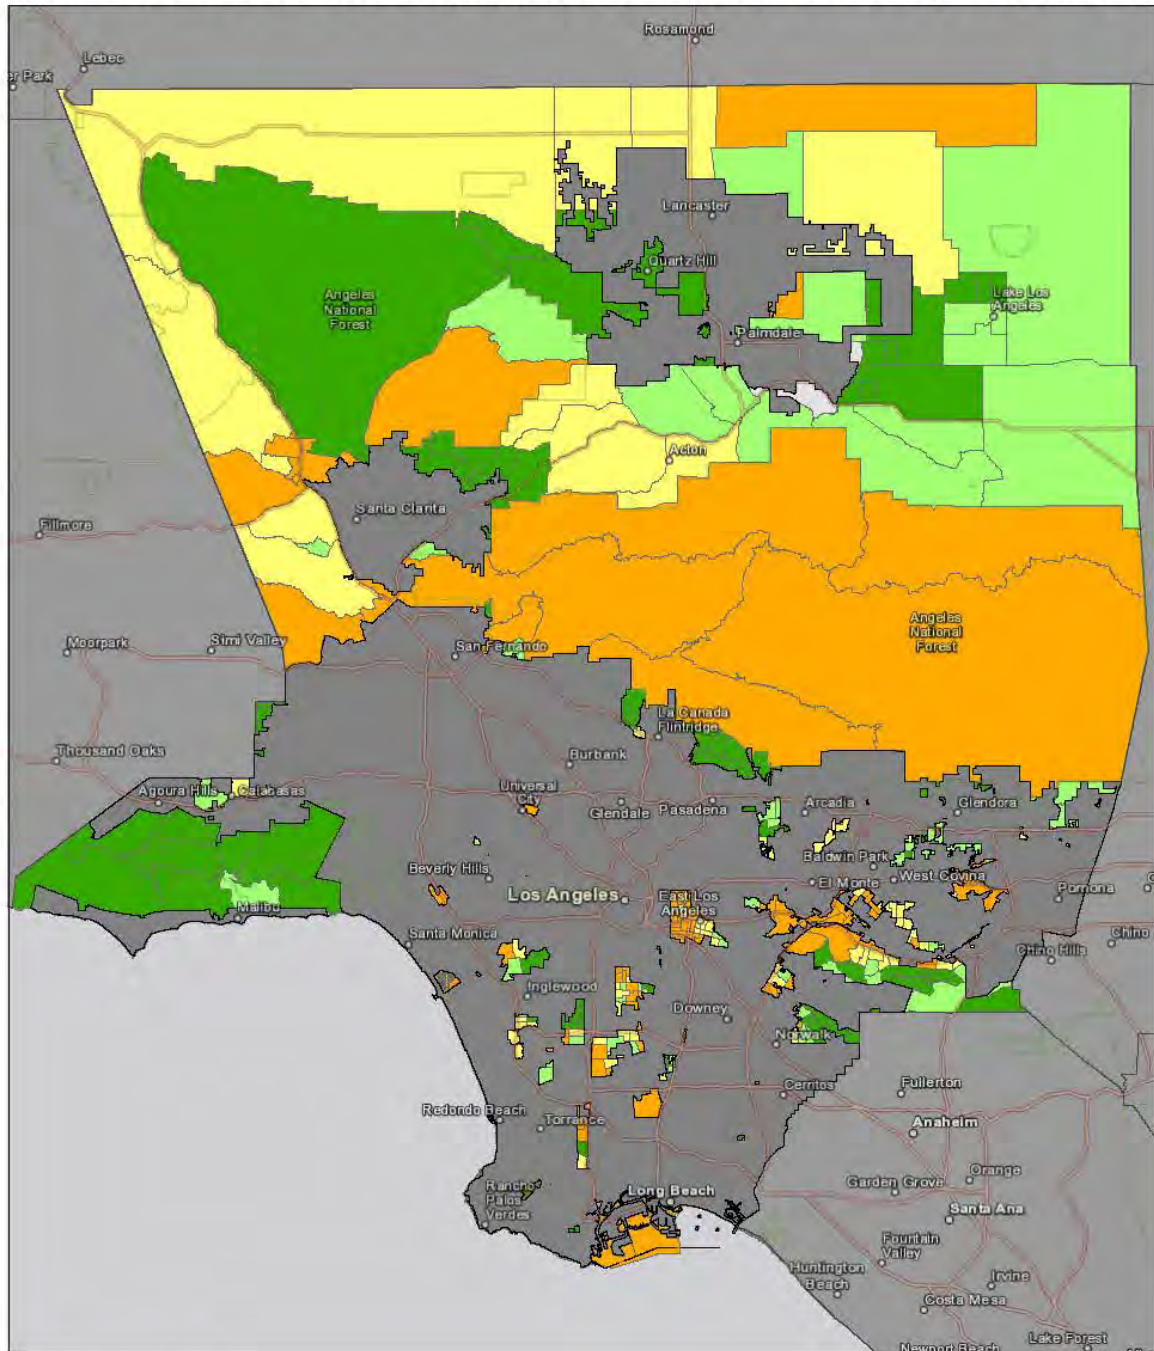 Rosamond
Lebec
er Park
Lancaster
Quartz Hill
Angeles
National
Forest
Lake Los
Angeles
Palmdale
Acton
Santa Clarita
Fillmore
Angeles
National
Forest
Moorpark
Simi Valley
San Fernando
La Canada
Flintridge
Thousand Oaks
Burbank
Agoura Hills
Calabasas
Universal
City
Glendale
Pasadena
Arcadia
Glendora
Baldwin Park
Beverly Hills
El Monte
West Covina
Pomona
Los Angeles
East Los
Angeles
Malibu
Santa Monica
Chino Hills
Chino
Inglewood
Downey
Norwalk
Cerritos
Fullerton
Redondo Beach
Torrance
Anaheim
Orange
Garden Grove
Rancho
Palos
Verdes
Long Beach
Santa Ana
Fountain
Valley
Huntington
Beach
Irvine
Costa Mesa
Newport Beach
Lake Forest